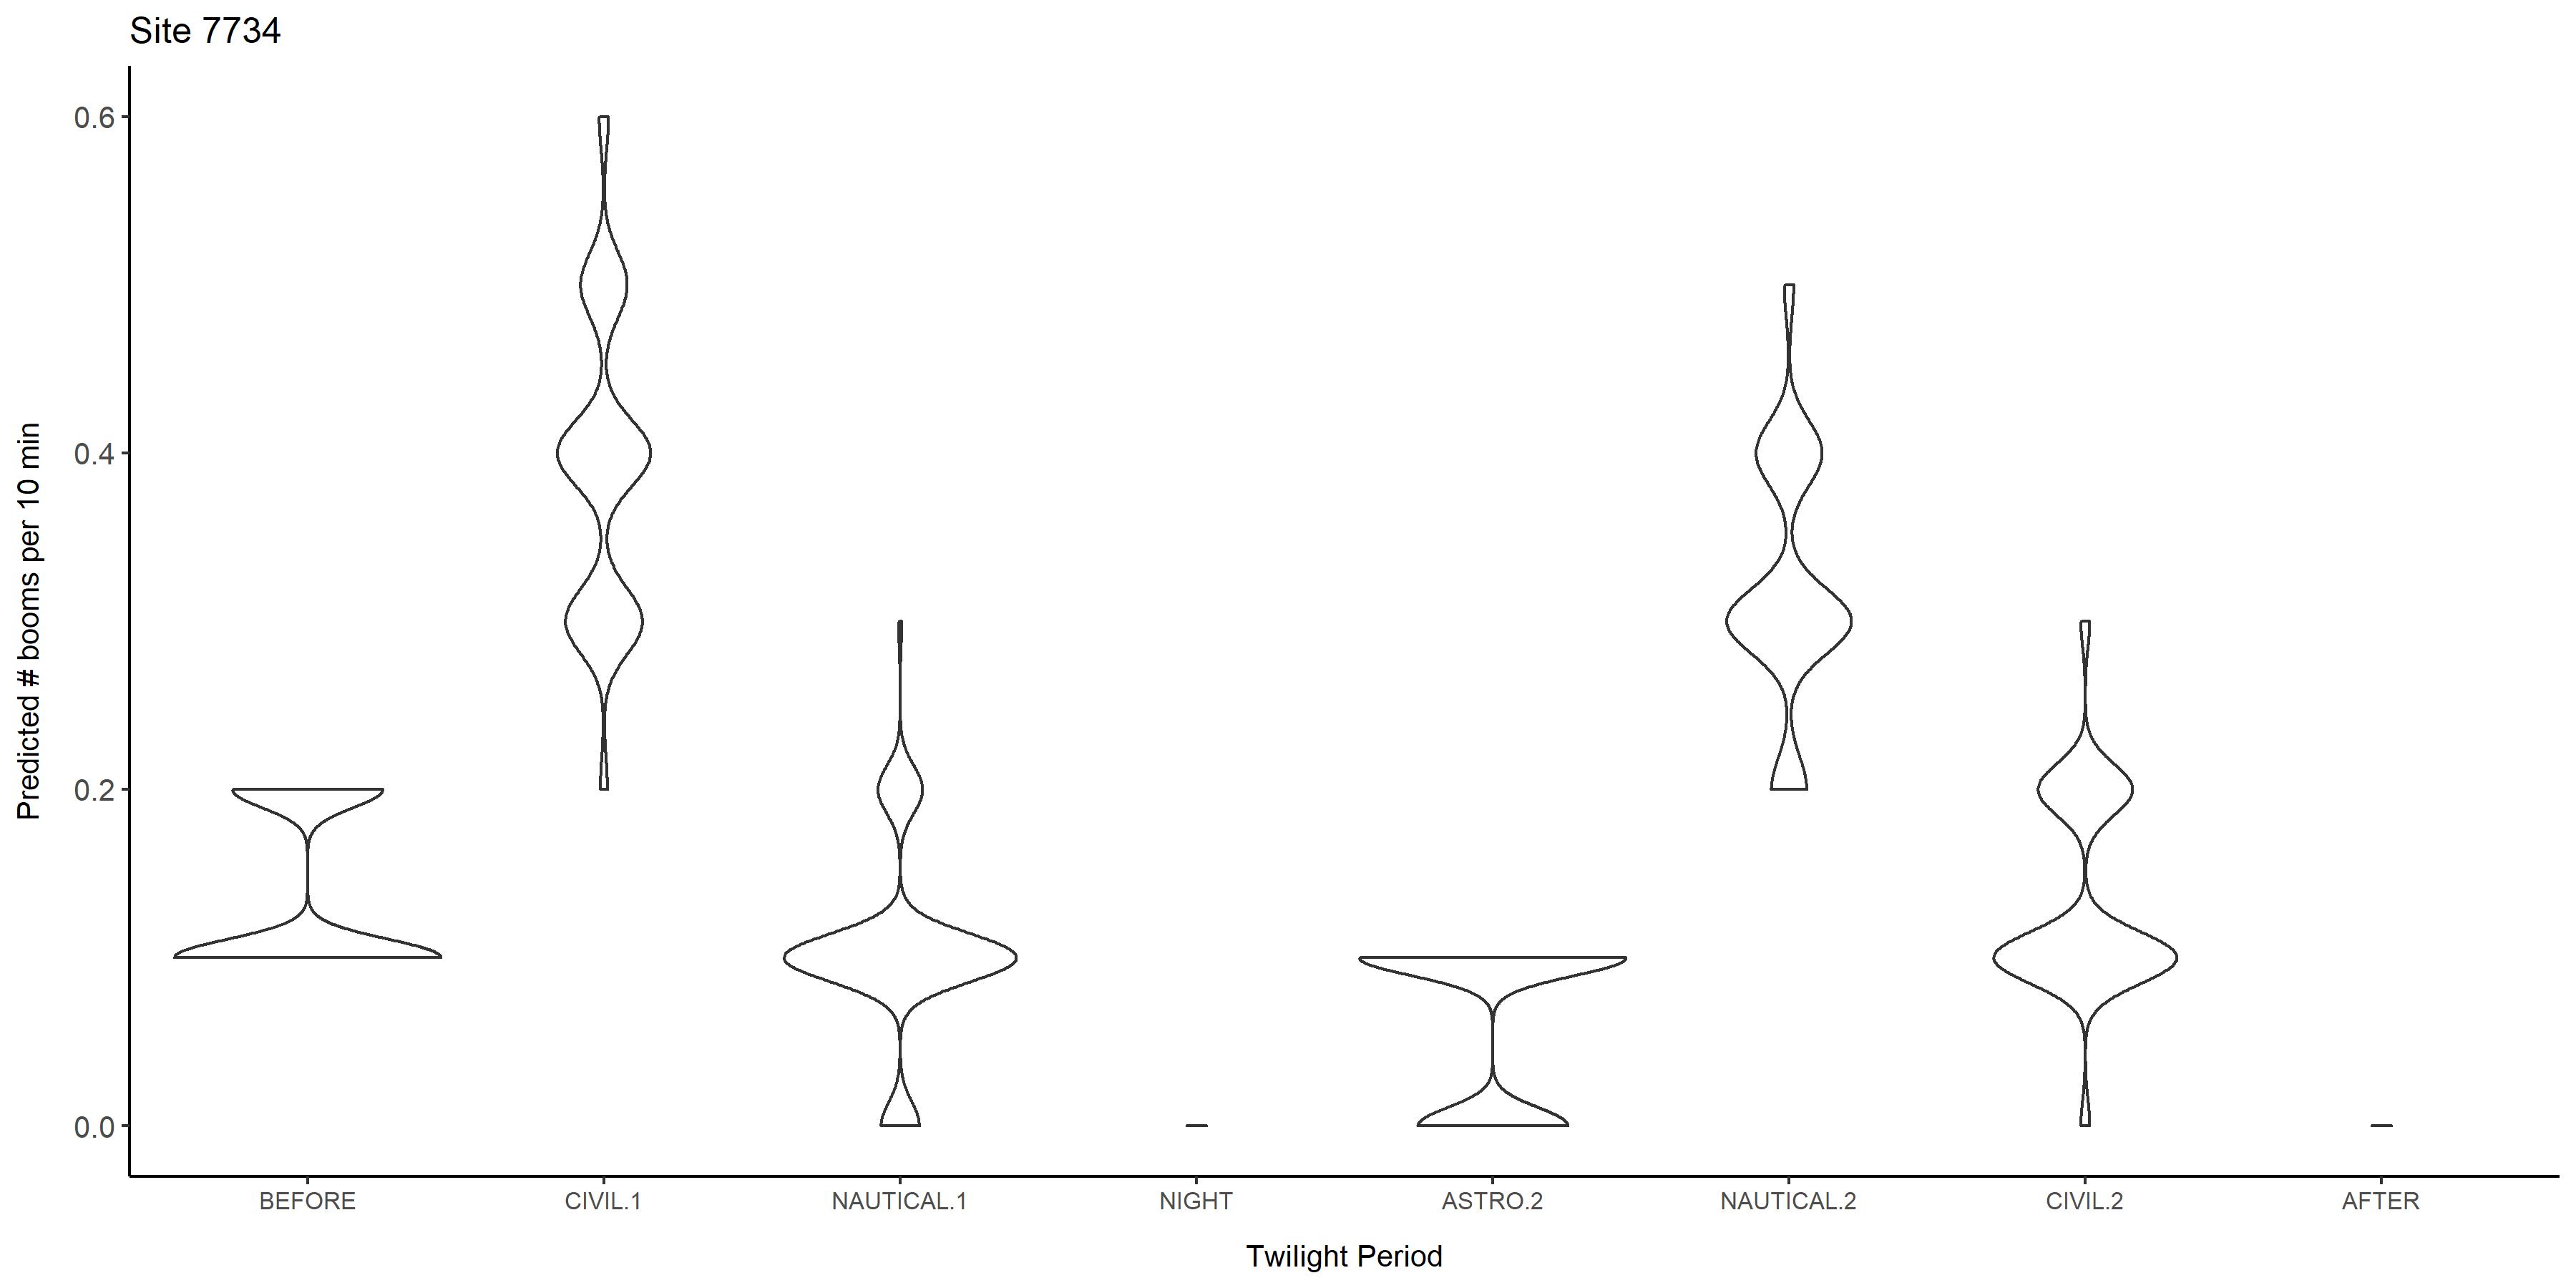 Site 7734
Predicted # booms per 10 min
0.6
0.4
0.2
0.0
BEFORE CIVIL.1 NAUTICAL.1 NIGHT ASTRO.2 NAUTICAL.2 CIVIL.2 AFTER
Twilight Period